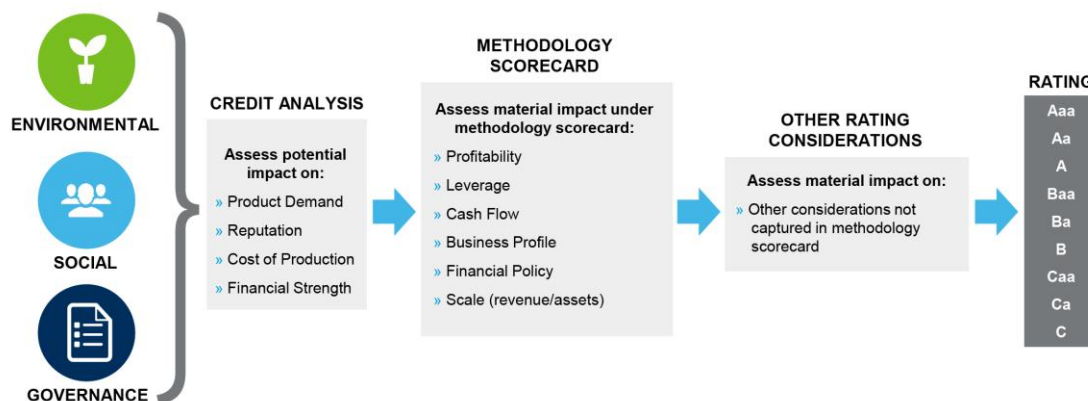 ENVIRONMENTAL
SOCIAL
GOVERNANCE
CREDIT ANALYSIS
Assess potential
impact on:
» Product Demand
» Reputation
» Cost of Production
» Financial Strength
METHODOLOGY
SCORECARD
Assess material impact under
methodology scorecard:
» Profitability
» Leverage
» Cash Flow
» Business Profile
» Financial Policy
» Scale (revenue/assets)
OTHER RATING
CONSIDERATIONS
Assess material impact on:
» Other considerations not
captured in methodology
scorecard
RATING
Aaa
Aa
A
Baa
Ba
B
Caa
Ca
C